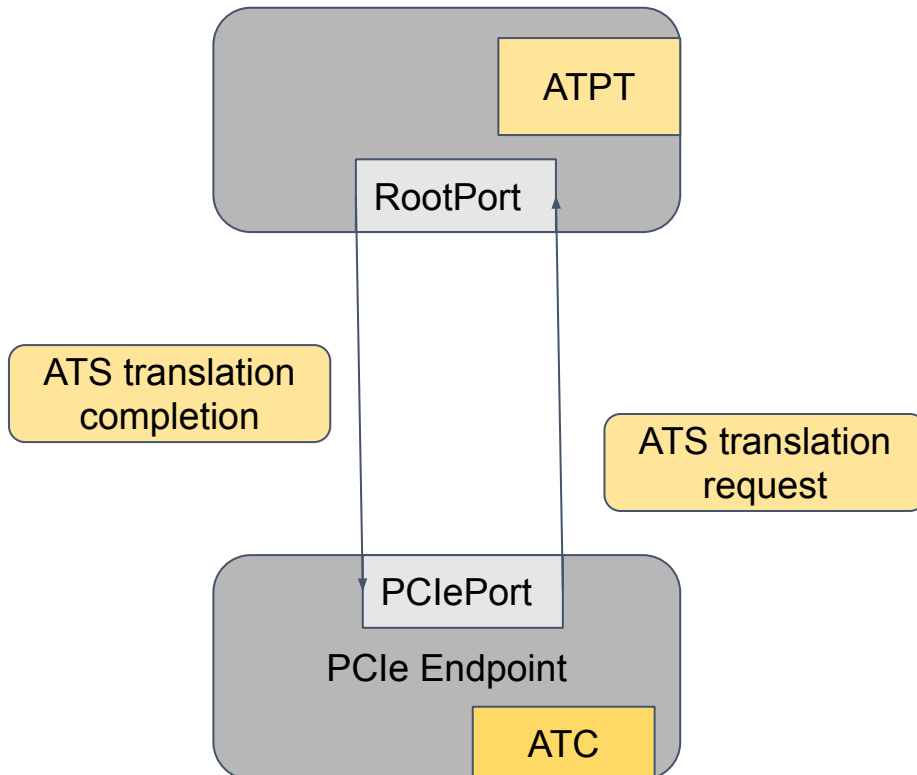 ATPT
RootPort
ATS translation
completion
ATS translation
request
PCIePort
PCIe Endpoint
ATC